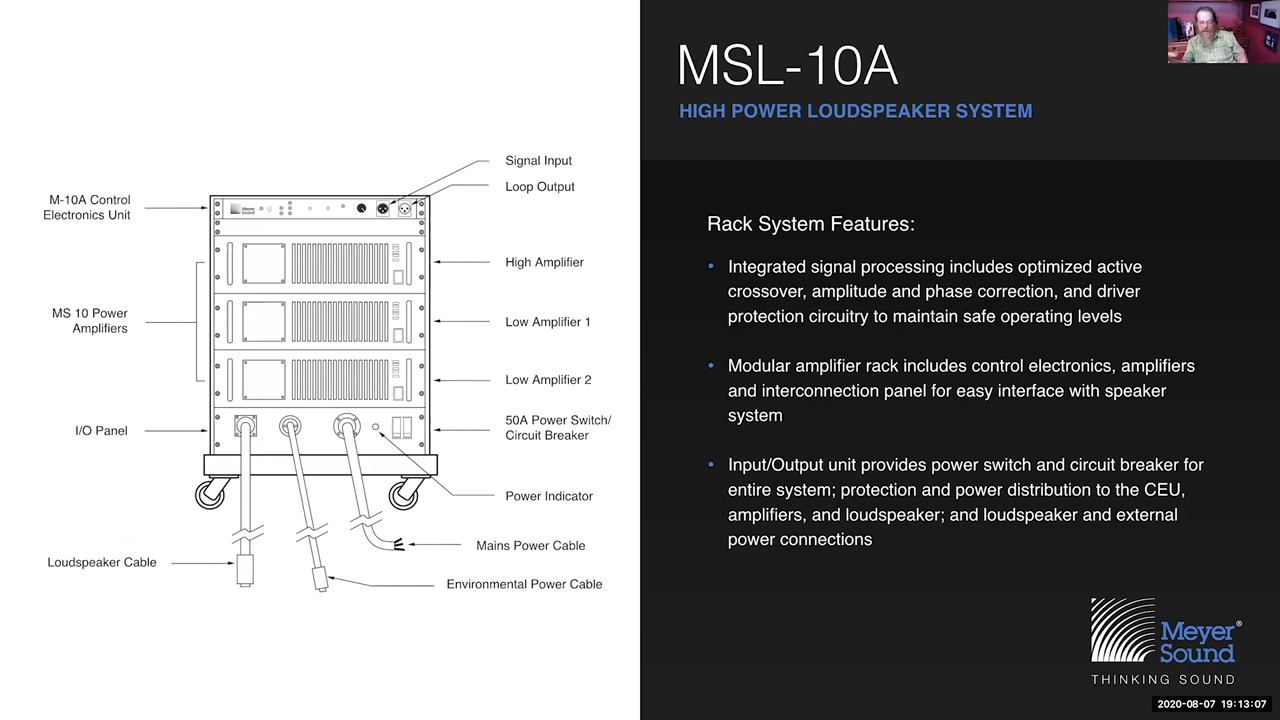 MSL-10A
HIGH POWER LOUDSPEAKER SYSTEM
Signal Input
Loop Output
M-10A Control
Electronics Unit
Meyer
Sound
High Amplifier
MS 10 Power
Amplifiers
Low Amplifier 1
Low Amplifier 2
I/O Panel
50A Power Switch/
Circuit Breaker
Power Indicator
Mains Power Cable
Loudspeaker Cable
Environmental Power Cable
Rack System Features:
• Integrated signal processing includes optimized active
crossover, amplitude and phase correction, and driver
protection circuitry to maintain safe operating levels
• Modular amplifier rack includes control electronics, amplifiers
and interconnection panel for easy interface with speaker
system
• Input/Output unit provides power switch and circuit breaker for
entire system; protection and power distribution to the CEU,
amplifiers, and loudspeaker; and loudspeaker and external
power connections
Meyer®
Sound
THINKING SOUND
2020-08-07 19:13:07